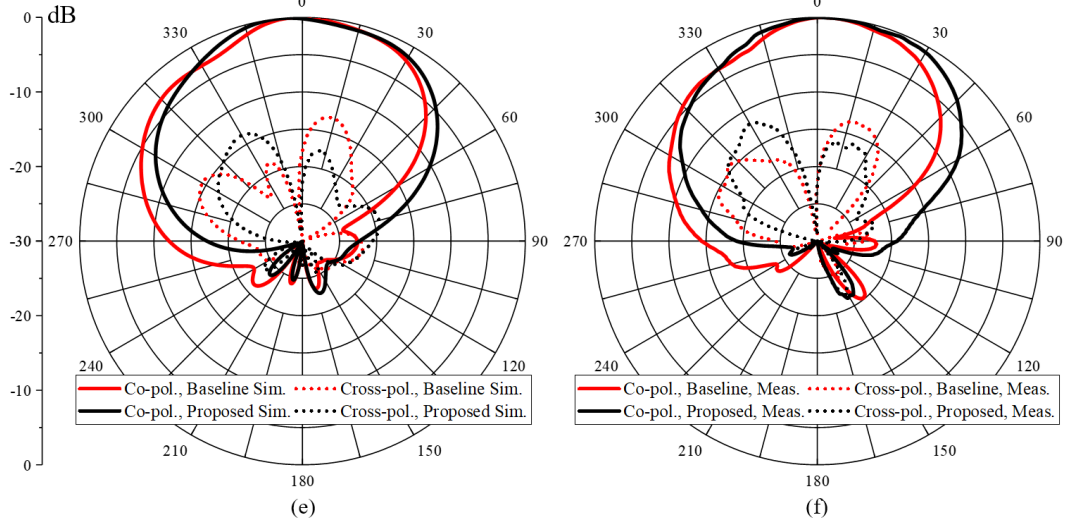 dB
0
-10
-20
-30
-20
-10
0
0
30
60
90
120
150
180
210
240
270
300
330
Co-pol., Baseline Sim.
Cross-pol., Baseline Sim.
Co-pol., Proposed Sim.
Cross-pol., Proposed Sim.
(e)
0
30
60
90
120
150
180
210
240
270
300
330
Co-pol., Baseline, Meas.
Cross-pol., Baseline, Meas.
Co-pol., Proposed, Meas.
Cross-pol., Proposed, Meas.
(f)